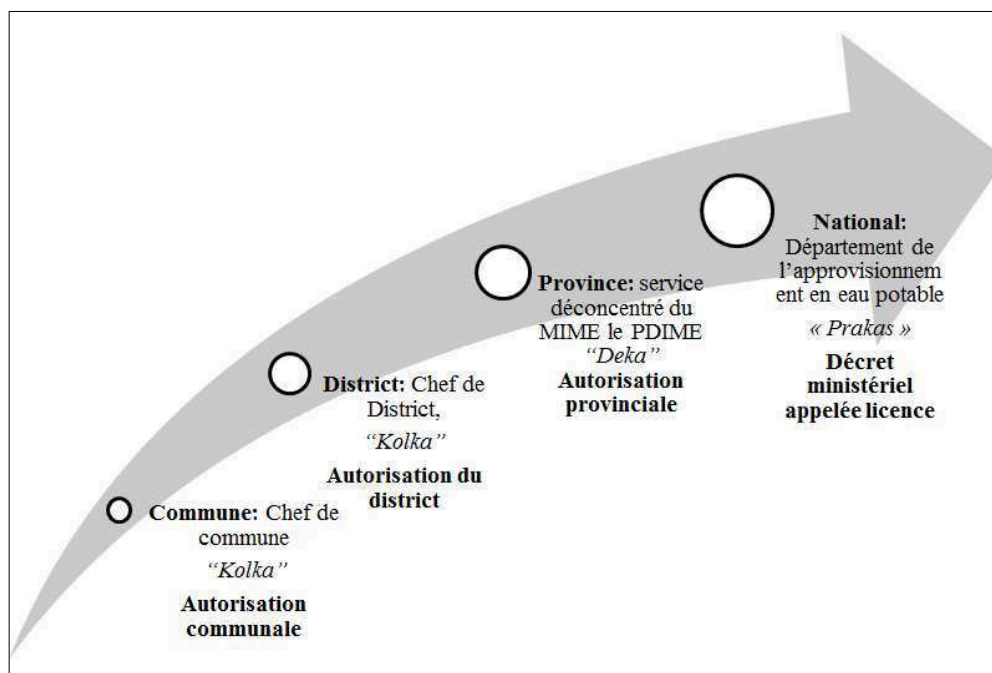 Commune: Chef de
commune
“Kolka”
Autorisation
communale
District: Chef de
District,
“Kolka”
Autorisation du
district
Province: service
déconcentré du
MIME le PDIME
“Deka”
Autorisation
provinciale
National:
Département de
l’approvisionnem
ent en eau potable
« Prakas »
Décret
ministériel
appelée licence